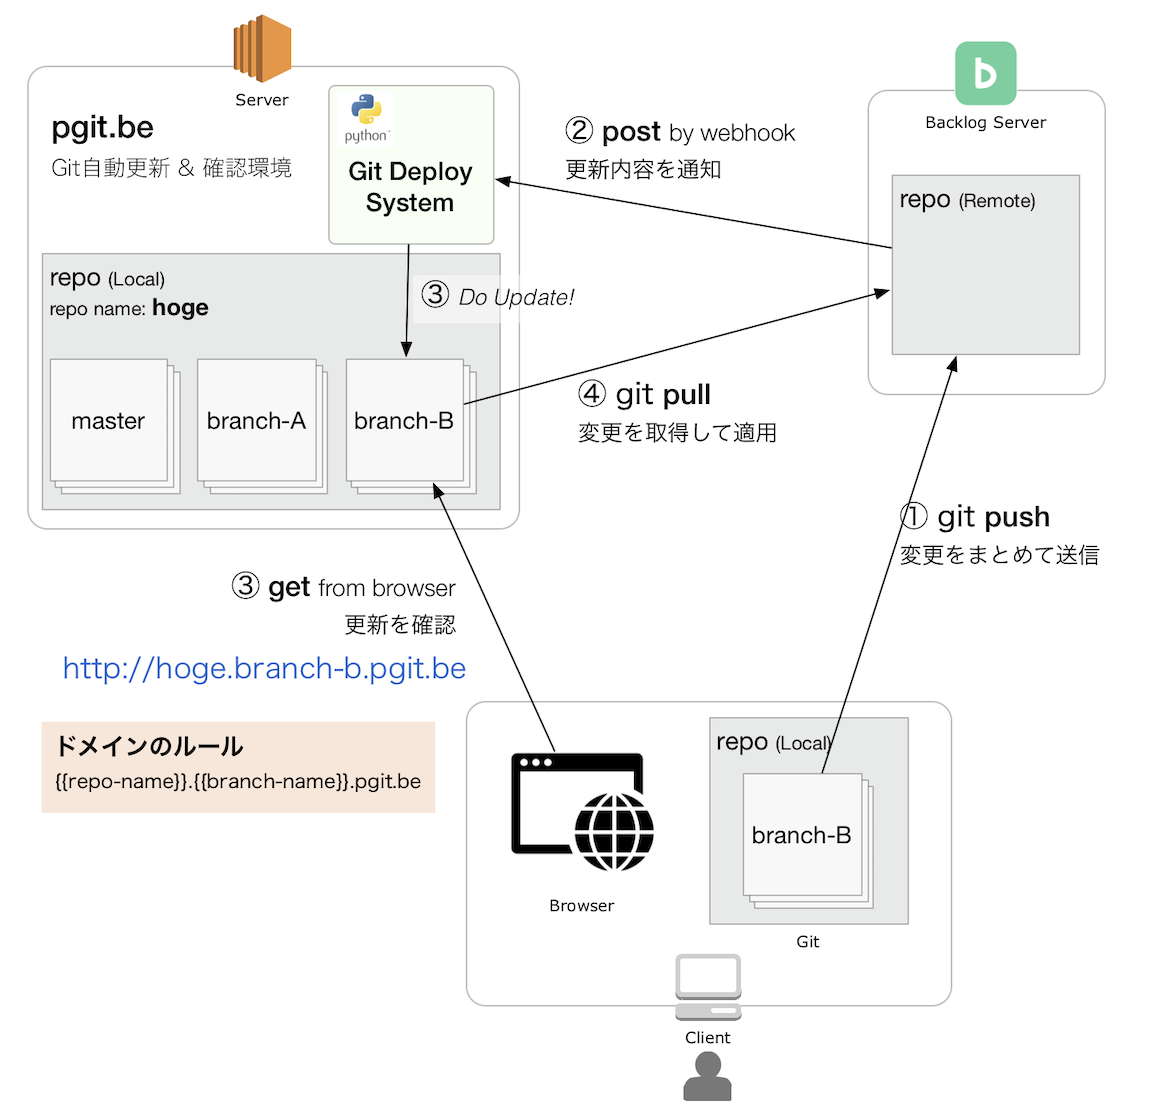 Server
pgit.be
Git自動更新 & 確認環境
python
Git Deploy
System
② post by webhook
更新内容を通知
Backlog Server
repo (Remote)
repo (Local)
repo name: hoge
③ Do Update!
master
branch-A
branch-B
④ git pull
変更を取得して適用
① git push
変更をまとめて送信
③ get from browser
更新を確認
http://hoge.branch-b.pgit.be
ドメインのルール
{{repo-name}}.{{branch-name}}.pgit.be
repo (Local)
branch-B
Browser
Git
Client